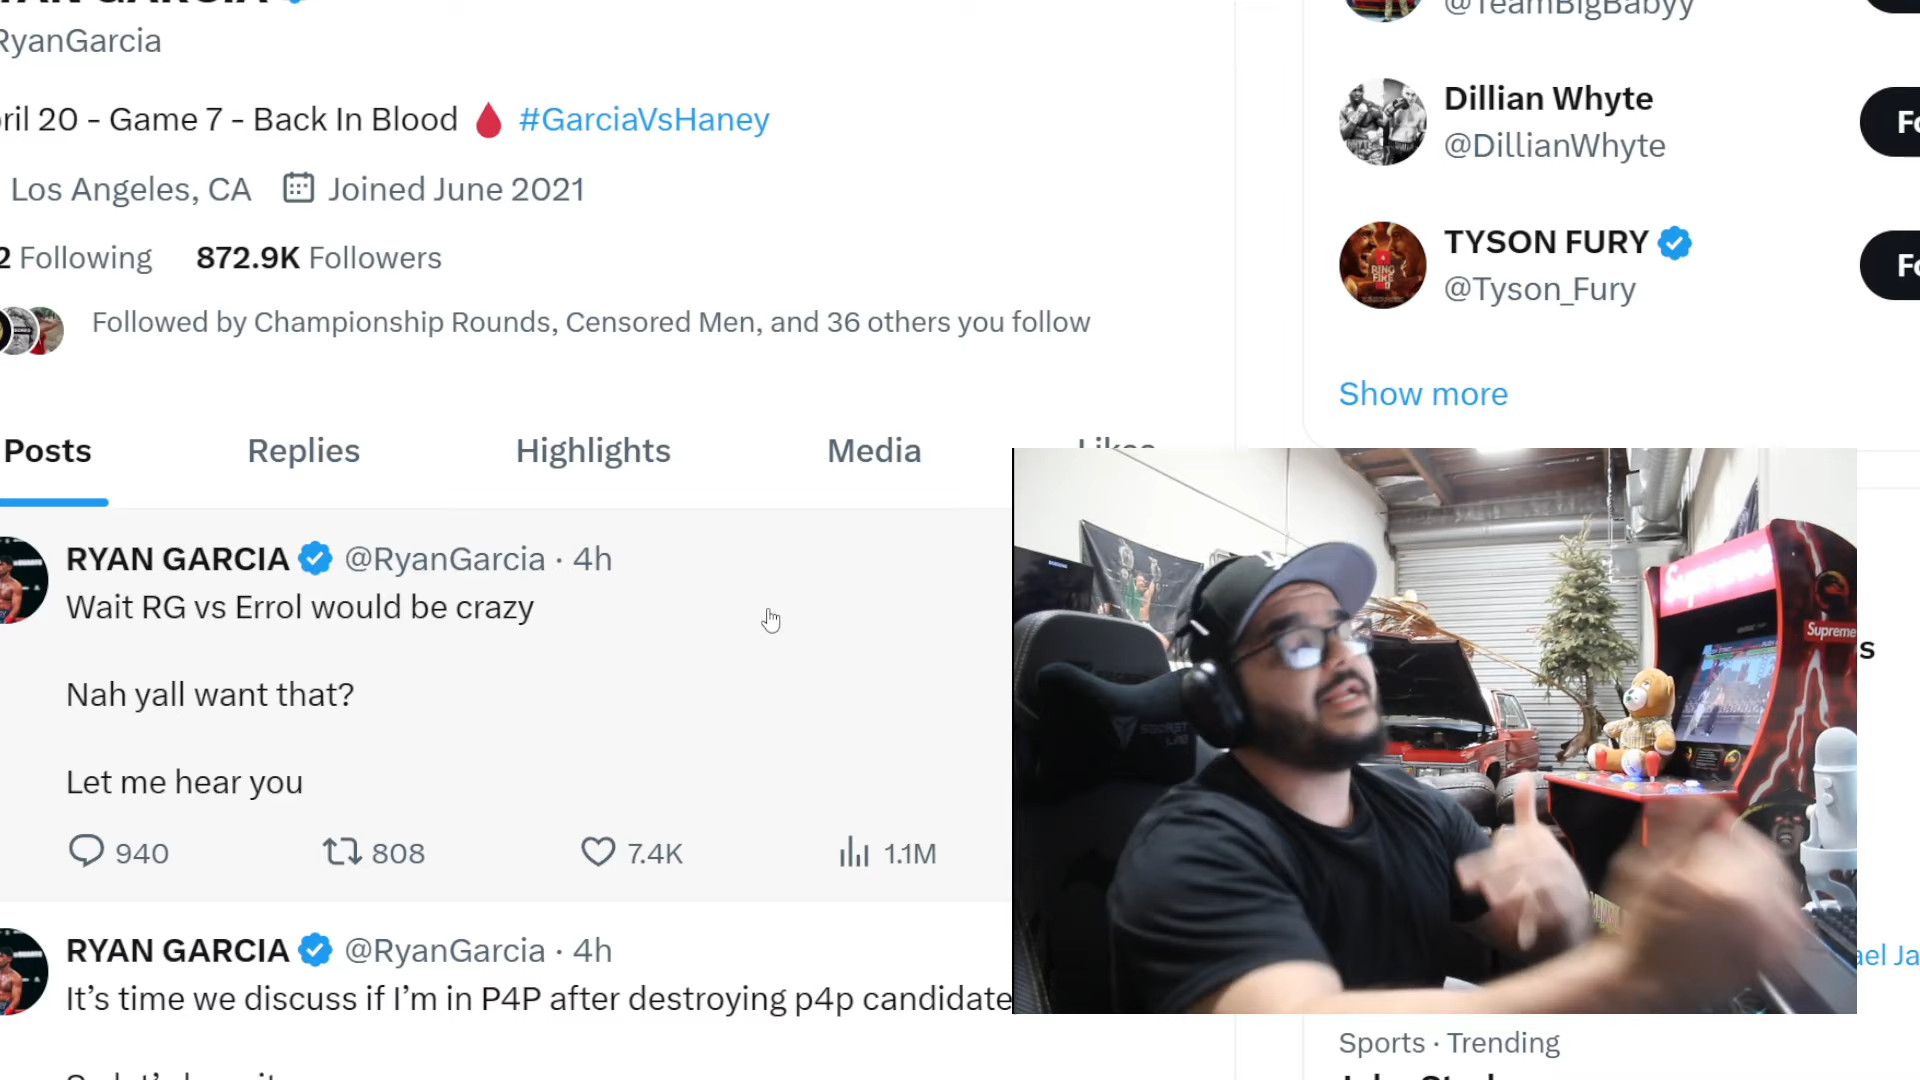 RyanGarcia
20 - Game 7 - Back In Blood 🩸 #GarciaVsHaney
Los Angeles, CA Joined June 2021
Following 872.9K Followers
Followed by Championship Rounds, Censored Men, and 36 others you follow
Posts Replies Highlights Media Likes
RYAN GARCIA @RyanGarcia · 4h
Wait RG vs Errol would be crazy
Nah yall want that?
Let me hear you
940 808 7.4K 1.1M
RYAN GARCIA @RyanGarcia · 4h
It's time we discuss if I'm in P4P after destroying p4p candidate
@TeamBigBabyy
Dillian Whyte
@DillianWhyte
TYSON FURY
@Tyson_Fury
Show more
Supreme
Supreme
Sports · Trending